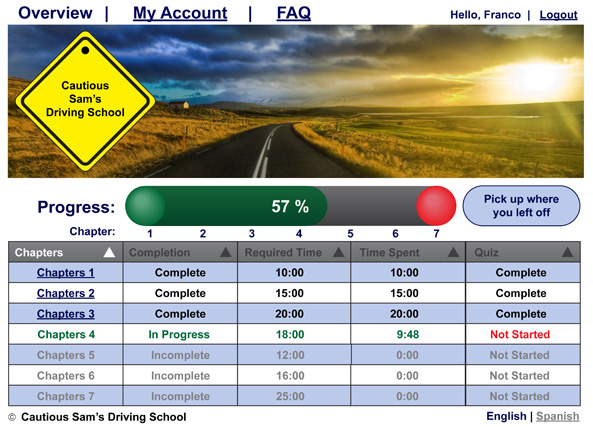 Overview | My Account | FAQ
Hello, Franco | Logout
Cautious
Sam's
Driving School
Progress: 57 %
Pick up where
you left off
Chapter: 1 2 3 4 5 6 7
Chapters Completion Required Time Time Spent Quiz
Chapters 1 Complete 10:00 10:00 Complete
Chapters 2 Complete 15:00 15:00 Complete
Chapters 3 Complete 20:00 20:00 Complete
Chapters 4 In Progress 18:00 9:48 Not Started
Chapters 5 Incomplete 12:00 0:00 Not Started
Chapters 6 Incomplete 16:00 0:00 Not Started
Chapters 7 Incomplete 25:00 0:00 Not Started
© Cautious Sam's Driving School
English | Spanish